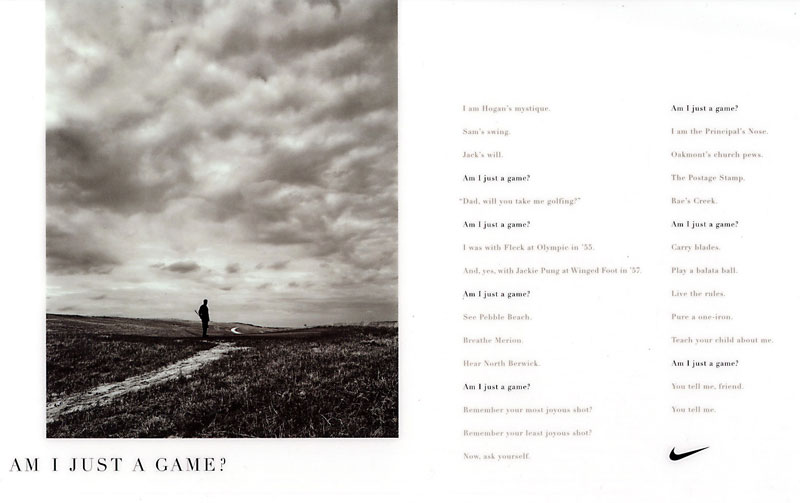 AM I JUST A GAME?
I am Hogan's mystique.
Sam's swing.
Jack's will.
Am I just a game?
"Dad, will you take me golfing?"
Am I just a game?
I was with Fleck at Olympic in '55.
And, yes, with Jackie Pung at Winged Foot in '57.
Am I just a game?
See Pebble Beach.
Breathe Merion.
Hear North Berwick.
Am I just a game?
Remember your most joyous shot?
Remember your least joyous shot?
Now, ask yourself.
Am I just a game?
I am the Principal's Nose.
Oakmont's church pews.
The Postage Stamp.
Rae's Creek.
Am I just a game?
Carry blades.
Play a balata ball.
Live the rules.
Pure a one-iron.
Teach your child about me.
Am I just a game?
You tell me, friend.
You tell me.